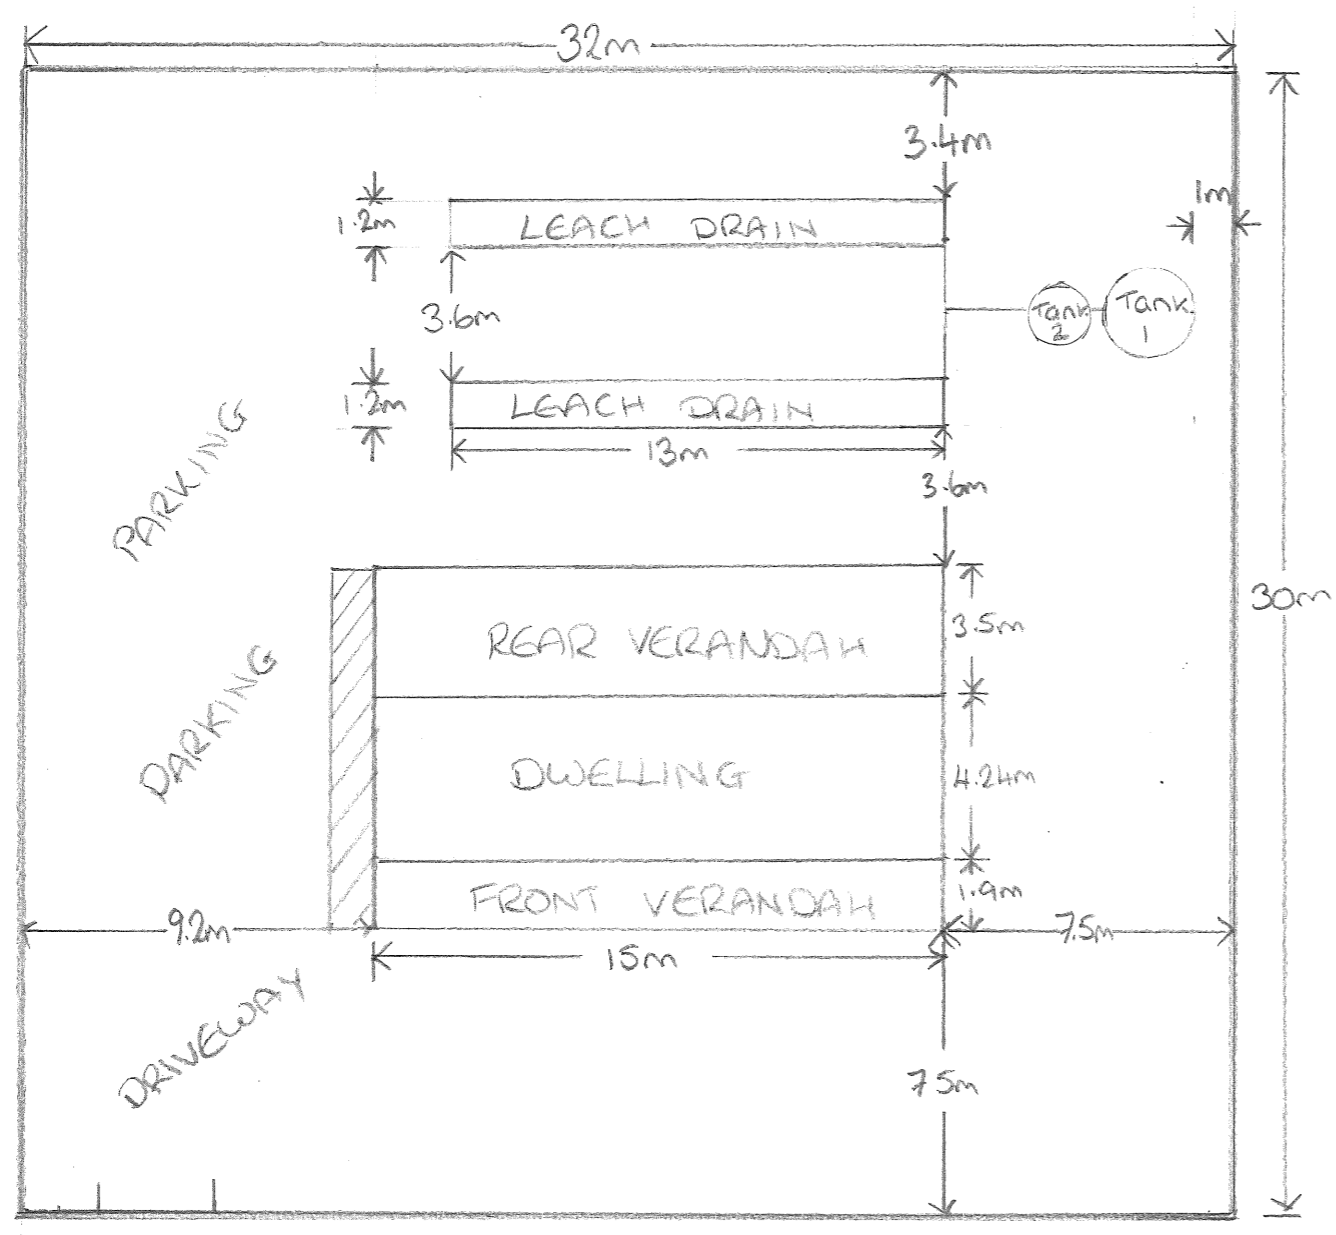 32m
3.4m
1m
1.2m
LEACH DRAIN
3.6m
Tank
2
Tank
1
1.2m
LEACH DRAIN
13m
3.6m
PARKING
30m
3.5m
REAR VERANDAH
PARKING
DWELLING
4.24m
1.9m
FRONT VERANDAH
9.2m
7.5m
15m
DRIVEWAY
7.5m